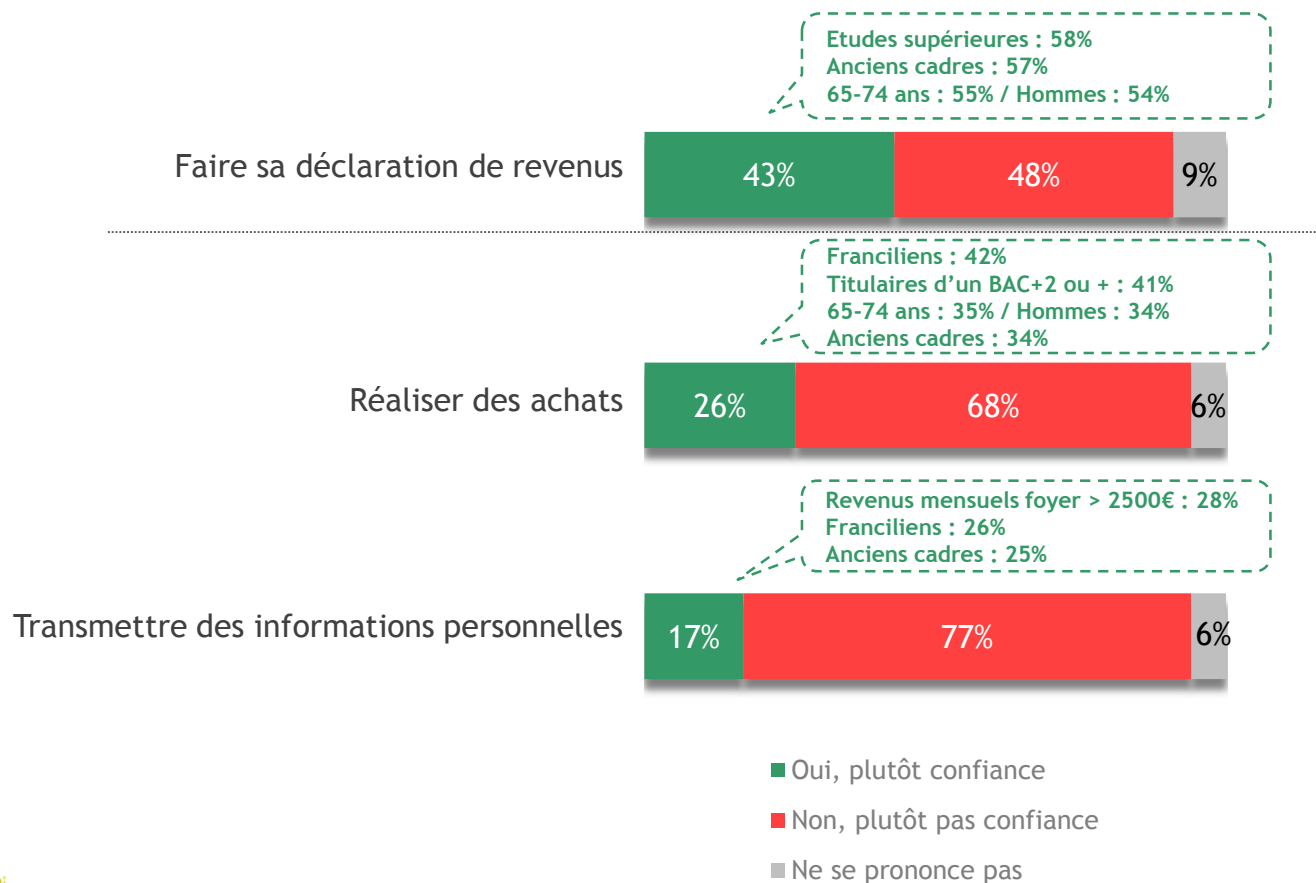 Etudes supérieures : 58%
Anciens cadres : 57%
65-74 ans : 55% / Hommes : 54%
Faire sa déclaration de revenus
43% 48% 9%
Franciliens : 42%
Titulaires d’un BAC+2 ou + : 41%
65-74 ans : 35% / Hommes : 34%
Anciens cadres : 34%
Réaliser des achats
26% 68% 6%
Revenus mensuels foyer > 2500€ : 28%
Franciliens : 26%
Anciens cadres : 25%
Transmettre des informations personnelles
17% 77% 6%
Oui, plutôt confiance
Non, plutôt pas confiance
Ne se prononce pas